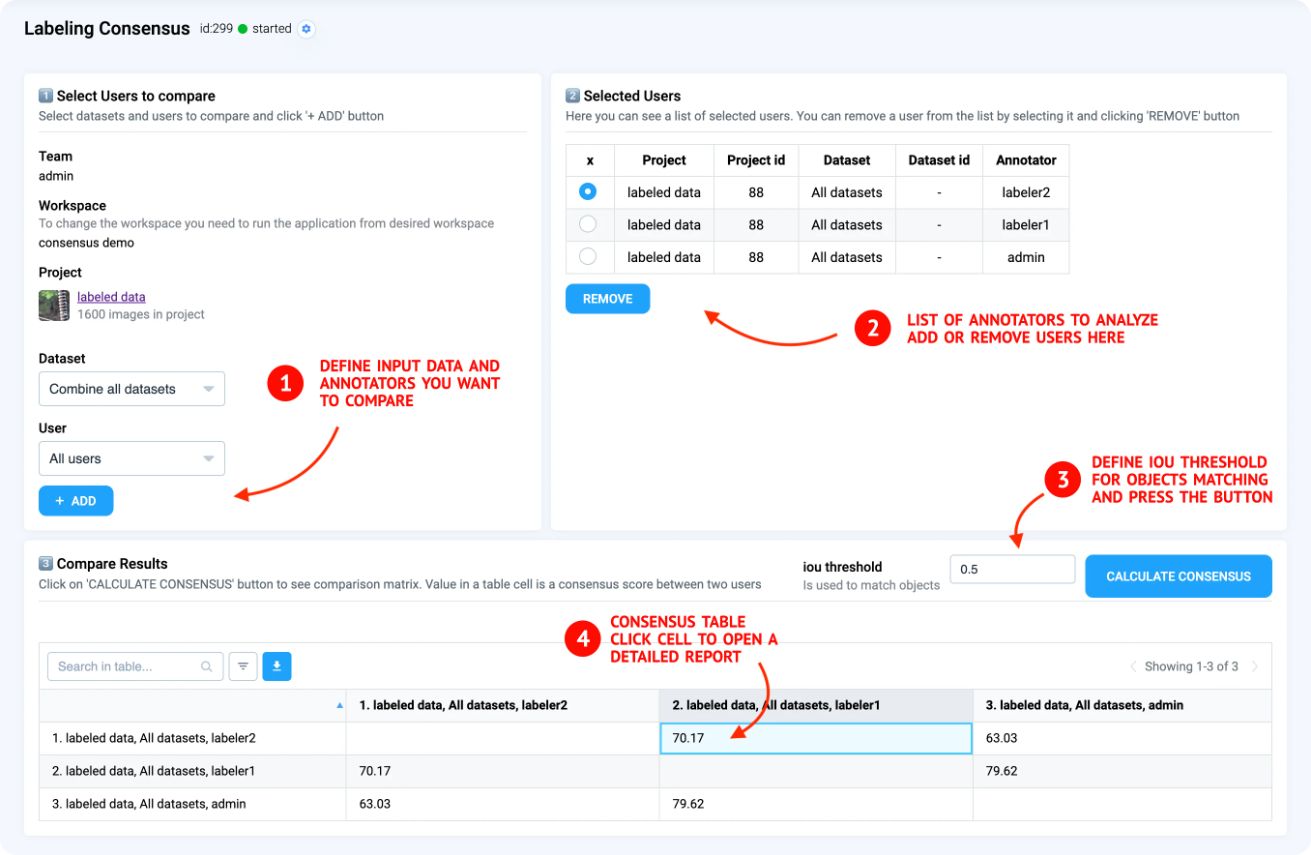 Labeling Consensus id:299 started
1 Select Users to compare
Select datasets and users to compare and click '+ ADD' button
Team
admin
Workspace
To change the workspace you need to run the application from desired workspace
consensus demo
Project
labeled data
1600 images in project
Dataset
Combine all datasets
User
All users
+ ADD
1
DEFINE INPUT DATA AND
ANNOTATORS YOU WANT
TO COMPARE
2 Selected Users
Here you can see a list of selected users. You can remove a user from the list by selecting it and clicking 'REMOVE' button
x Project Project id Dataset Dataset id Annotator
labeled data 88 All datasets - labeler2
labeled data 88 All datasets - labeler1
labeled data 88 All datasets - admin
REMOVE
2
LIST OF ANNOTATORS TO ANALYZE
ADD OR REMOVE USERS HERE
3
DEFINE IOU THRESHOLD
FOR OBJECTS MATCHING
AND PRESS THE BUTTON
3 Compare Results
Click on 'CALCULATE CONSENSUS' button to see comparison matrix. Value in a table cell is a consensus score between two users
iou threshold
Is used to match objects
0.5
CALCULATE CONSENSUS
4
CONSENSUS TABLE
CLICK CELL TO OPEN A
DETAILED REPORT
Search in table...
Showing 1-3 of 3
1. labeled data, All datasets, labeler2 2. labeled data, All datasets, labeler1 3. labeled data, All datasets, admin
1. labeled data, All datasets, labeler2 70.17 63.03
2. labeled data, All datasets, labeler1 70.17 79.62
3. labeled data, All datasets, admin 63.03 79.62